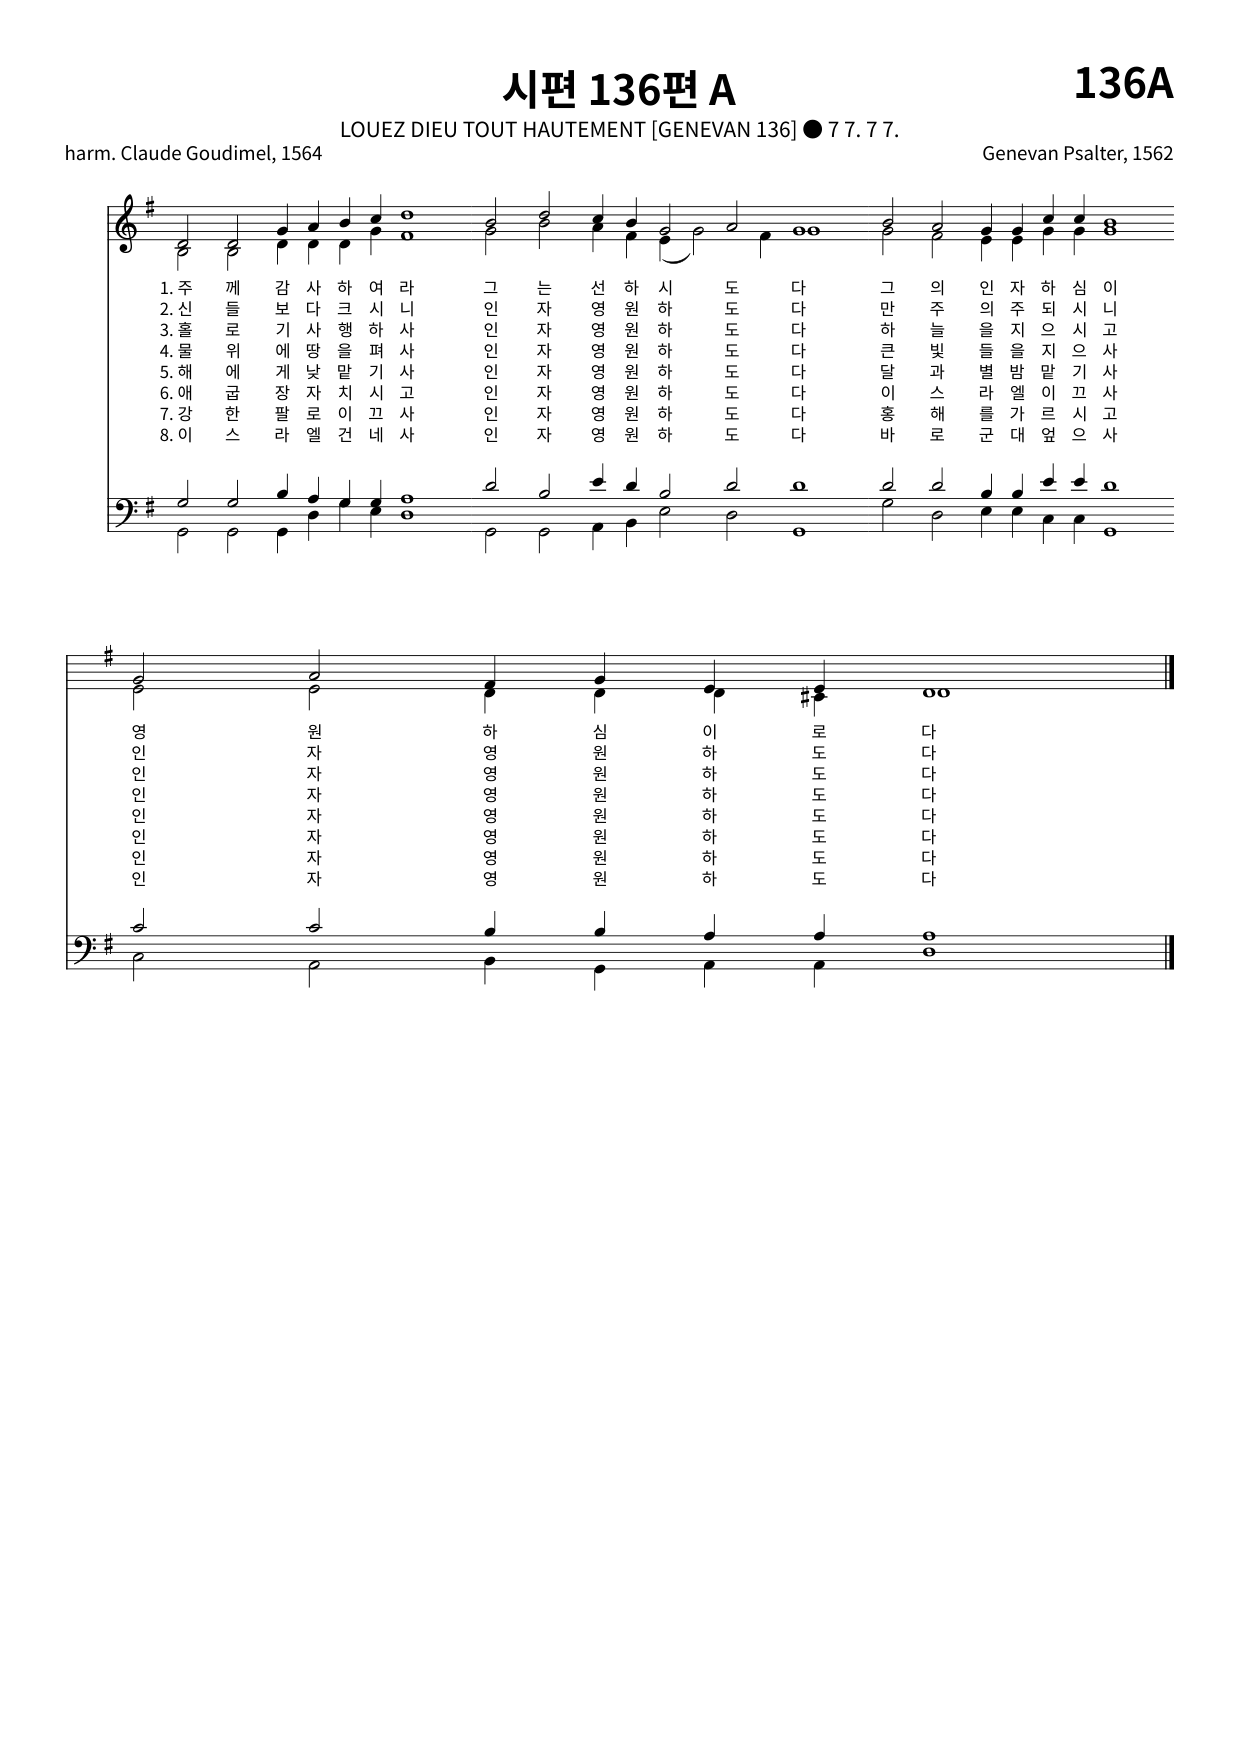 136A
시편 136편 A
LOUEZ DIEU TOUT HAUTEMENT [GENEVAN 136] ● 7 7. 7 7.
harm. Claude Goudimel, 1564
Genevan Psalter, 1562
1. 주 께 감 사 하 여 라 그 는 선 하 시 도 다 그 의 인 자 하 심 이
2. 신 들 보 다 크 시 니 인 자 영 원 하 도 다 만 주 의 주 되 시 니
3. 홀 로 기 사 행 하 사 인 자 영 원 하 도 다 하 늘 을 지 으 시 고
4. 물 위 에 땅 을 펴 사 인 자 영 원 하 도 다 큰 빛 들 을 지 으 사
5. 해 에 게 낮 맡 기 사 인 자 영 원 하 도 다 달 과 별 밤 맡 기 사
6. 애 굽 장 자 치 시 고 인 자 영 원 하 도 다 이 스 라 엘 이 끄 사
7. 강 한 팔 로 이 끄 사 인 자 영 원 하 도 다 홍 해 를 가 르 시 고
8. 이 스 라 엘 건 네 사 인 자 영 원 하 도 다 바 로 군 대 엎 으 사
영 원 하 심 이 로 다
인 자 영 원 하 도 다
인 자 영 원 하 도 다
인 자 영 원 하 도 다
인 자 영 원 하 도 다
인 자 영 원 하 도 다
인 자 영 원 하 도 다
인 자 영 원 하 도 다